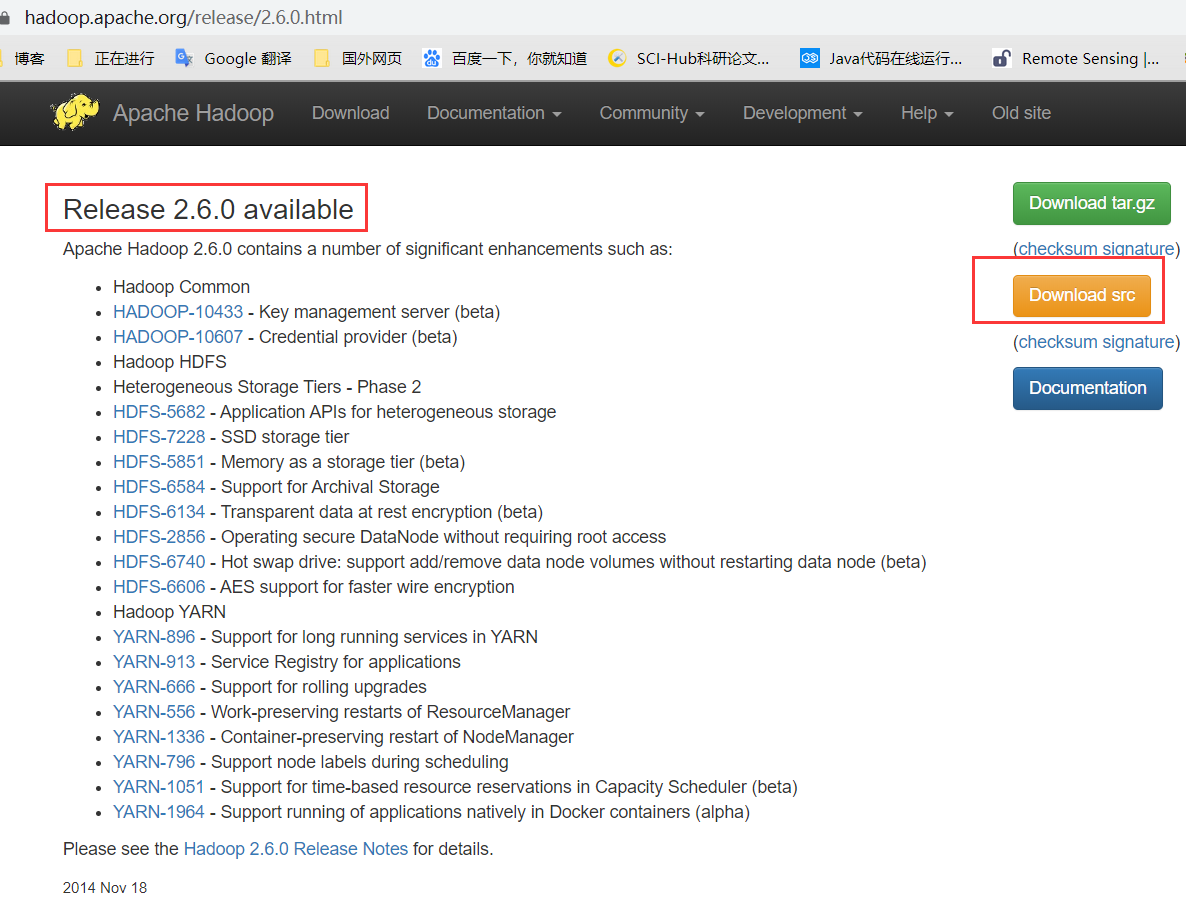 hadoop.apache.org/release/2.6.0.html
博客 正在进行 Google 翻译 国外网页 百度一下，你就知道 SCI-Hub科研论文... Java代码在线运行... Remote Sensing |...
Apache Hadoop Download Documentation Community Development Help Old site
Release 2.6.0 available
Download tar.gz
Apache Hadoop 2.6.0 contains a number of significant enhancements such as:
(checksum signature)
Hadoop Common
Download src
HADOOP-10433 - Key management server (beta)
HADOOP-10607 - Credential provider (beta)
(checksum signature)
Hadoop HDFS
Heterogeneous Storage Tiers - Phase 2
Documentation
HDFS-5682 - Application APIs for heterogeneous storage
HDFS-7228 - SSD storage tier
HDFS-5851 - Memory as a storage tier (beta)
HDFS-6584 - Support for Archival Storage
HDFS-6134 - Transparent data at rest encryption (beta)
HDFS-2856 - Operating secure DataNode without requiring root access
HDFS-6740 - Hot swap drive: support add/remove data node volumes without restarting data node (beta)
HDFS-6606 - AES support for faster wire encryption
Hadoop YARN
YARN-896 - Support for long running services in YARN
YARN-913 - Service Registry for applications
YARN-666 - Support for rolling upgrades
YARN-556 - Work-preserving restarts of ResourceManager
YARN-1336 - Container-preserving restart of NodeManager
YARN-796 - Support node labels during scheduling
YARN-1051 - Support for time-based resource reservations in Capacity Scheduler (beta)
YARN-1964 - Support running of applications natively in Docker containers (alpha)
Please see the Hadoop 2.6.0 Release Notes for details.
2014 Nov 18